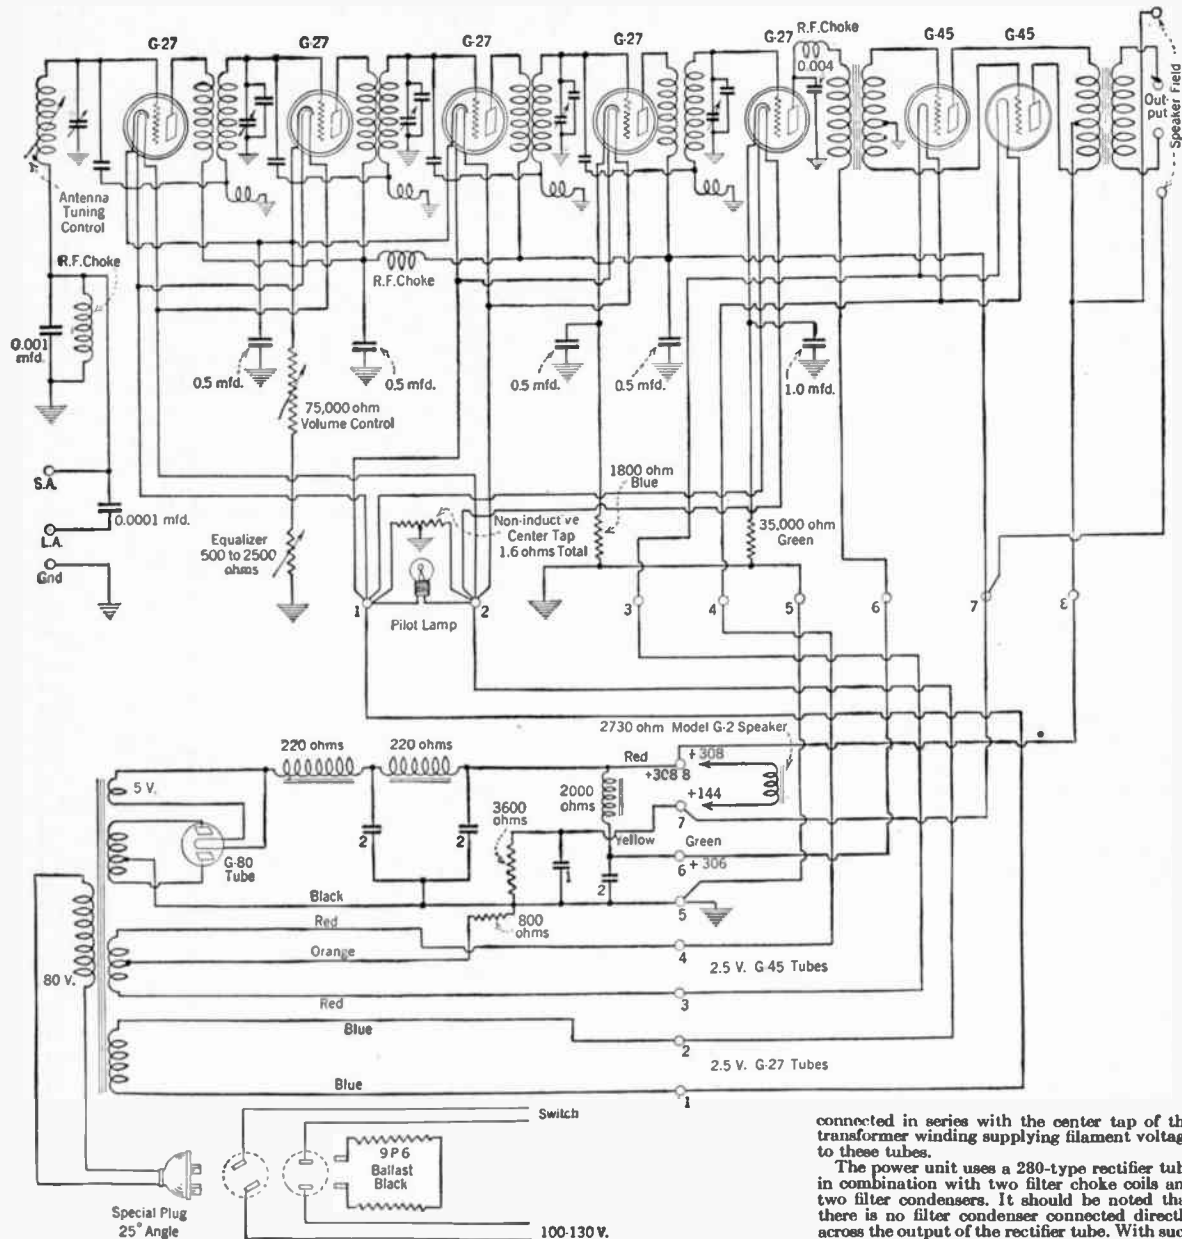 G-27
G-27
G-27
G-27
G-27
R.F.Choke
0.004
G-45
G-45
Speaker Field
Out-
put
Antenna
Tuning
Control
R.F.Choke
R.F.Choke
0.001
mfd.
0.5 mfd.
0.5 mfd.
0.5 mfd.
0.5 mfd.
1.0 mfd.
75,000 ohm
Volume Control
S.A.
0.0001 mfd.
L.A.
Gnd
Equalizer
500 to 2500
ohms
Non-inductive
Center Tap
1.6 ohms Total
1800 ohm
Blue
35,000 ohm
Green
1
Pilot Lamp
2
3
4
5
6
7
8
2730 ohm Model G-2 Speaker
220 ohms
220 ohms
Red
+308
+308 8
5 V.
2000
ohms
+144
7
3600
ohms
2
2
Yellow
G-80
Tube
1
Green
6
+306
2
Black
5
Red
800
ohms
Orange
4
2.5 V. G-45 Tubes
80 V.
Red
3
Blue
2
2.5 V. G-27 Tubes
Blue
1
Switch
9P6
Ballast
Black
Special Plug
25° Angle
100-130 V.
connected in series with the center tap of th
transformer winding supplying filament voltag
to these tubes.
The power unit uses a 280-type rectifier tub
in combination with two filter choke coils an
two filter condensers. It should be noted tha
there is no filter condenser connected directl
across the output of the rectifier tube. With suc